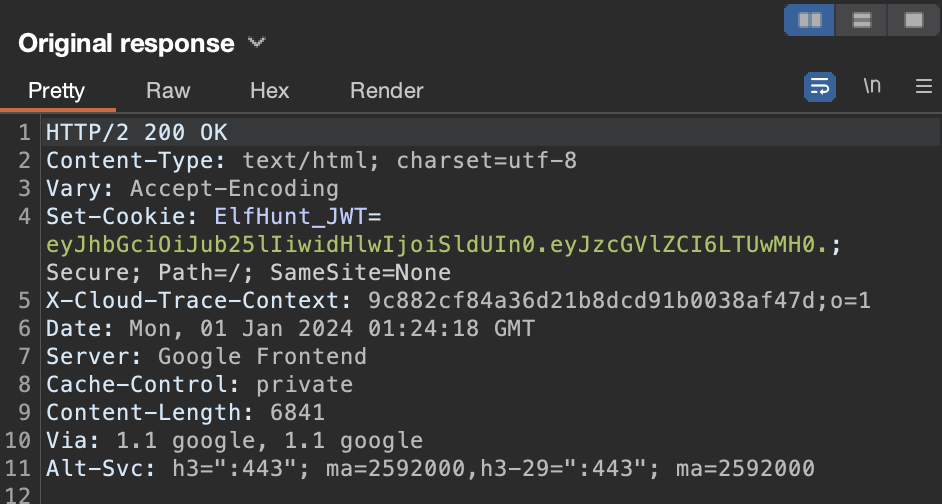 Original response
Pretty Raw Hex Render \n
1 HTTP/2 200 OK
2 Content-Type: text/html; charset=utf-8
3 Vary: Accept-Encoding
4 Set-Cookie: ElfHunt_JWT=
eyJhbGciOiJub25lIiwidHlwIjoiSldUIn0.eyJzcGVlZCI6LTUwMH0.;
Secure; Path=/; SameSite=None
5 X-Cloud-Trace-Context: 9c882cf84a36d21b8dcd91b0038af47d;o=1
6 Date: Mon, 01 Jan 2024 01:24:18 GMT
7 Server: Google Frontend
8 Cache-Control: private
9 Content-Length: 6841
10 Via: 1.1 google, 1.1 google
11 Alt-Svc: h3=":443"; ma=2592000,h3-29=":443"; ma=2592000
12